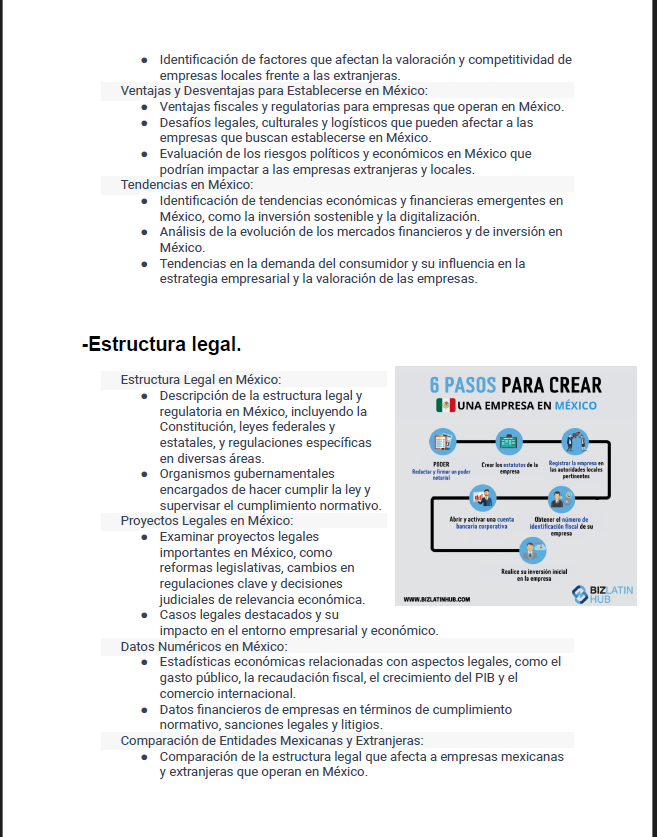 ● Identificación de factores que afectan la valoración y competitividad de
empresas locales frente a las extranjeras.
Ventajas y Desventajas para Establecerse en México:
● Ventajas fiscales y regulatorias para empresas que operan en México.
● Desafíos legales, culturales y logísticos que pueden afectar a las
empresas que buscan establecerse en México.
● Evaluación de los riesgos políticos y económicos en México que
podrían impactar a las empresas extranjeras y locales.
Tendencias en México:
● Identificación de tendencias económicas y financieras emergentes en
México, como la inversión sostenible y la digitalización.
● Análisis de la evolución de los mercados financieros y de inversión en
México.
● Tendencias en la demanda del consumidor y su influencia en la
estrategia empresarial y la valoración de las empresas.
-Estructura legal.
Estructura Legal en México:
● Descripción de la estructura legal y
regulatoria en México, incluyendo la
Constitución, leyes federales y
estatales, y regulaciones específicas
en diversas áreas.
● Organismos gubernamentales
encargados de hacer cumplir la ley y
supervisar el cumplimiento normativo.
Proyectos Legales en México:
● Examinar proyectos legales
importantes en México, como
reformas legislativas, cambios en
regulaciones clave y decisiones
judiciales de relevancia económica.
● Casos legales destacados y su
impacto en el entorno empresarial y económico.
6 PASOS PARA CREAR
UNA EMPRESA EN MÉXICO
PODER
Redactar y firmar un poder
notarial
Crear los estatutos de la
empresa
Registrar la empresa en
las autoridades locales
pertinentes
Abrir y activar una cuenta
bancaria corporativa
Obtener el número de
identificación fiscal de su
empresa
Realice su inversión inicial
en la empresa
WWW.BIZLATINHUB.COM
BIZLATIN
HUB
Datos Numéricos en México:
● Estadísticas económicas relacionadas con aspectos legales, como el
gasto público, la recaudación fiscal, el crecimiento del PIB y el
comercio internacional.
● Datos financieros de empresas en términos de cumplimiento
normativo, sanciones legales y litigios.
Comparación de Entidades Mexicanas y Extranjeras:
● Comparación de la estructura legal que afecta a empresas mexicanas
y extranjeras que operan en México.